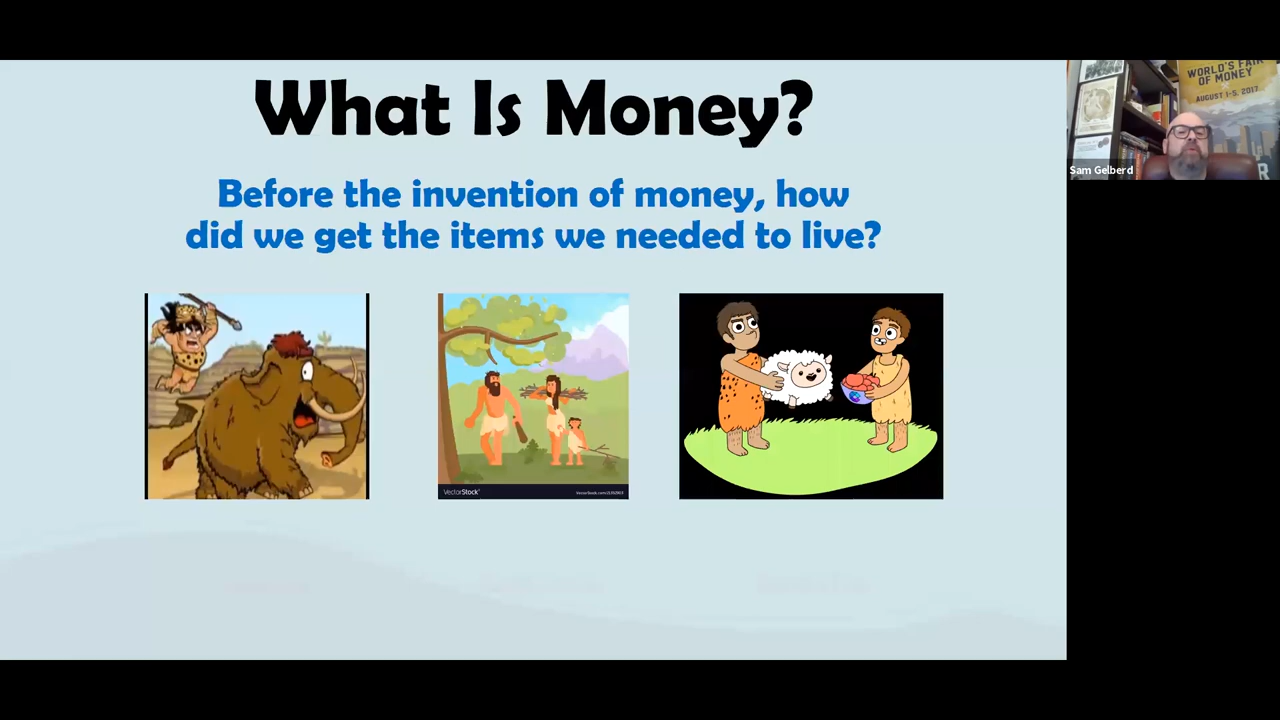 What Is Money?
Before the invention of money, how
did we get the items we needed to live?
VectorStock
WORLD'S FAIR
OF MONEY
AUGUST 1-5, 2017
Sam Gelberd